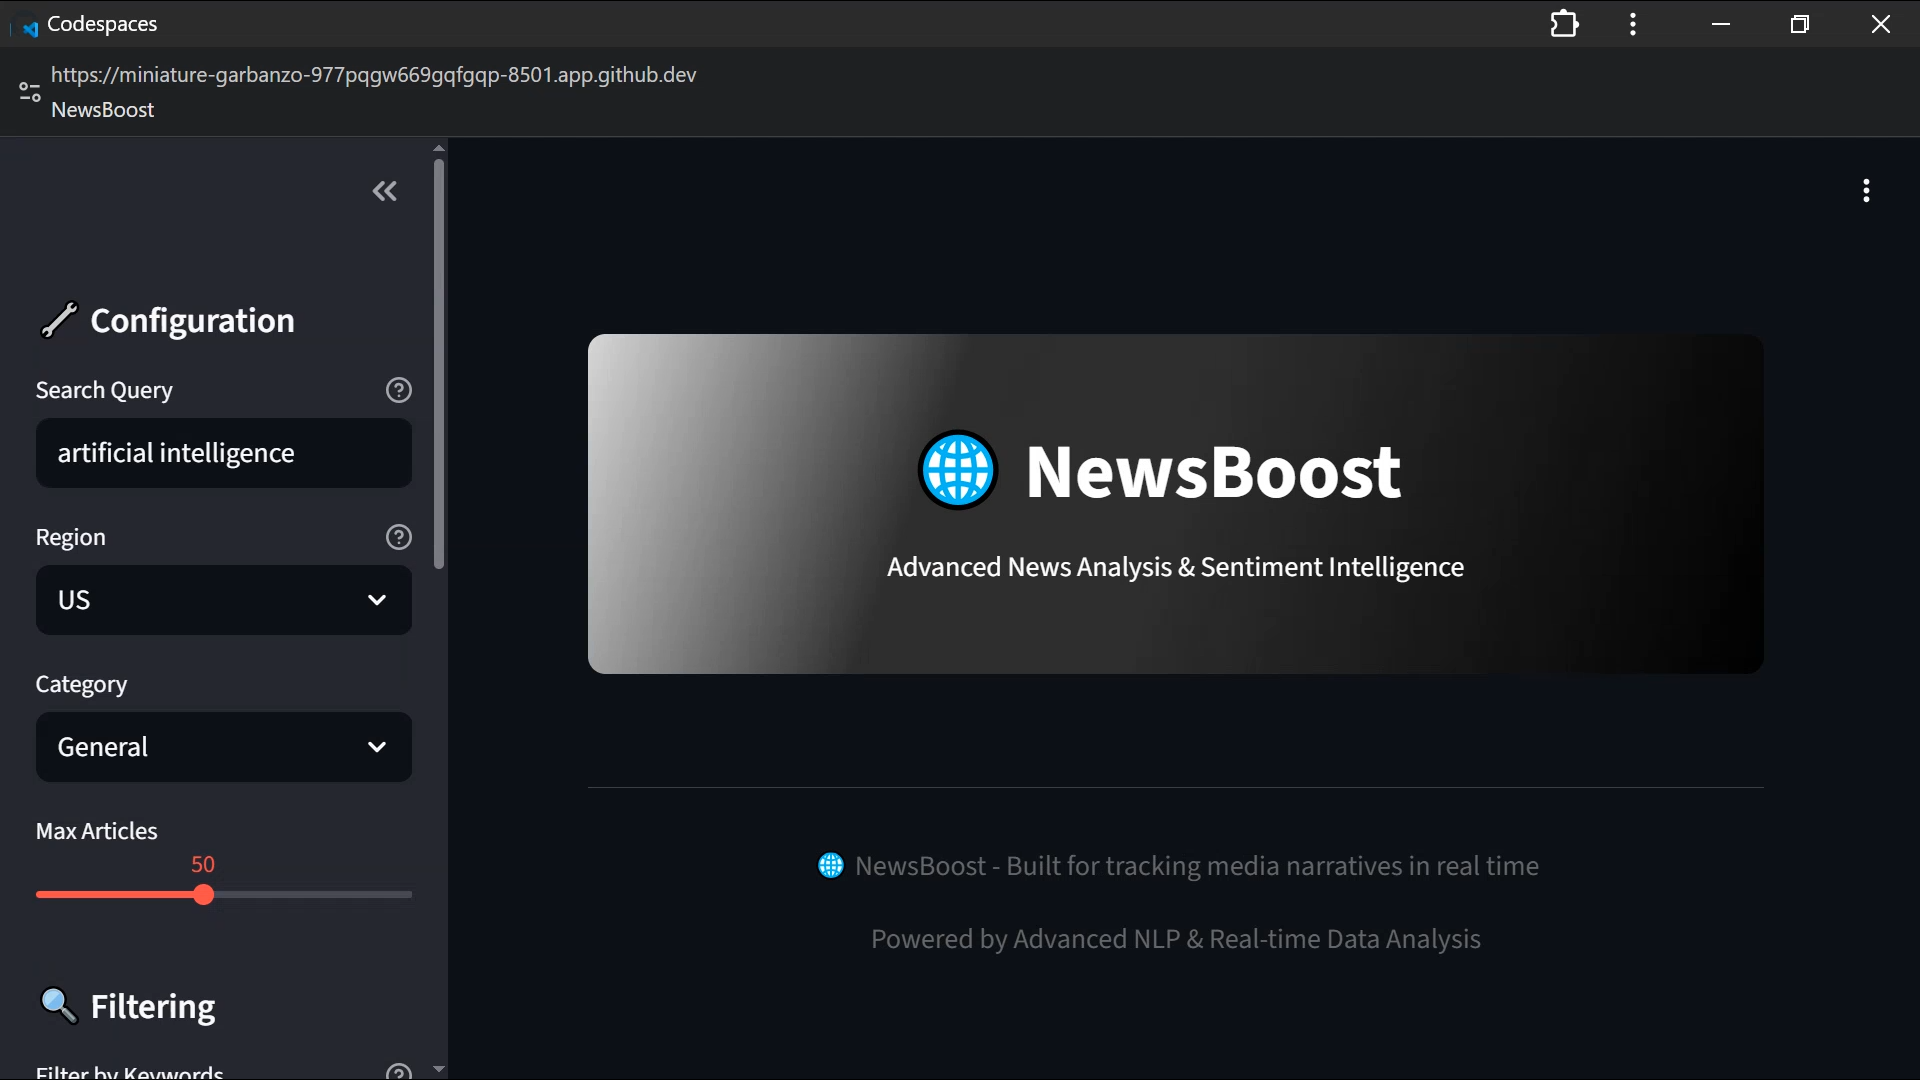 Codespaces
https://miniature-garbanzo-977pqgw669gqfgqp-8501.app.github.dev
NewsBoost
Configuration
Search Query
artificial intelligence
Region
US
Category
General
Max Articles
50
Filtering
Filter by Keywords
NewsBoost
Advanced News Analysis & Sentiment Intelligence
NewsBoost - Built for tracking media narratives in real time
Powered by Advanced NLP & Real-time Data Analysis